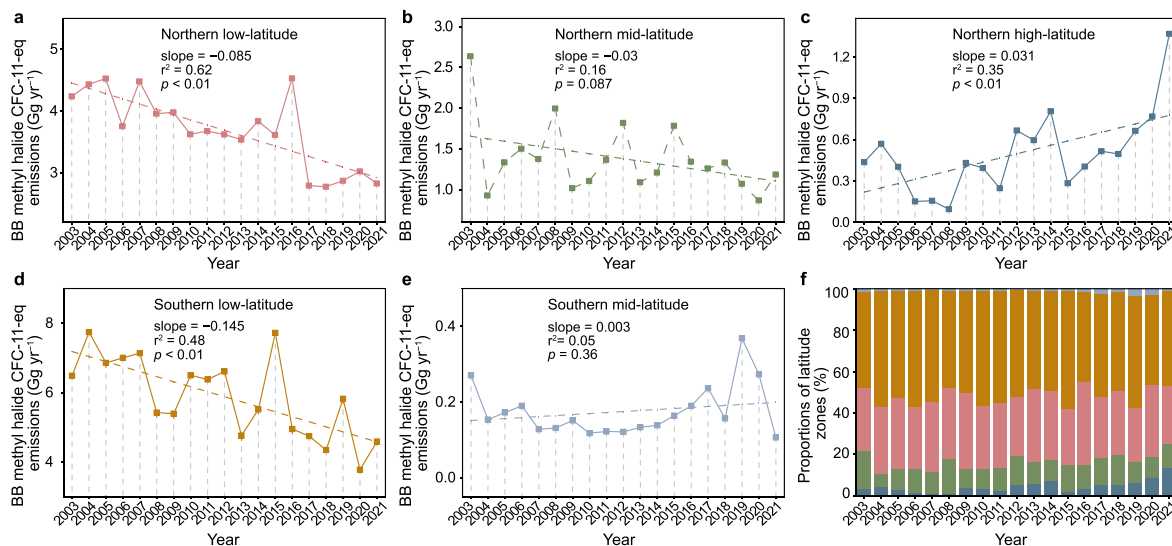 a
Northern low-latitude
slope = −0.085
r² = 0.62
p < 0.01
BB methyl halide CFC-11-eq
emissions (Gg yr⁻¹)
5
4
3
2003 2004 2005 2006 2007 2008 2009 2010 2011 2012 2013 2014 2015 2016 2017 2018 2019 2020 2021
Year
b
Northern mid-latitude
slope = −0.03
r² = 0.16
p = 0.087
BB methyl halide CFC-11-eq
emissions (Gg yr⁻¹)
3.0
2.5
2.0
1.5
1.0
2003 2004 2005 2006 2007 2008 2009 2010 2011 2012 2013 2014 2015 2016 2017 2018 2019 2020 2021
Year
c
Northern high-latitude
slope = 0.031
r² = 0.35
p < 0.01
BB methyl halide CFC-11-eq
emissions (Gg yr⁻¹)
1.2
0.9
0.6
0.3
0.0
2003 2004 2005 2006 2007 2008 2009 2010 2011 2012 2013 2014 2015 2016 2017 2018 2019 2020 2021
Year
d
Southern low-latitude
slope = −0.145
r² = 0.48
p < 0.01
BB methyl halide CFC-11-eq
emissions (Gg yr⁻¹)
8
6
4
2003 2004 2005 2006 2007 2008 2009 2010 2011 2012 2013 2014 2015 2016 2017 2018 2019 2020 2021
Year
e
Southern mid-latitude
slope = 0.003
r²= 0.05
p = 0.36
BB methyl halide CFC-11-eq
emissions (Gg yr⁻¹)
0.4
0.2
0.0
2003 2004 2005 2006 2007 2008 2009 2010 2011 2012 2013 2014 2015 2016 2017 2018 2019 2020 2021
Year
f
Proportions of latitude
zones (%)
100
80
60
40
20
0
2003 2004 2005 2006 2007 2008 2009 2010 2011 2012 2013 2014 2015 2016 2017 2018 2019 2020 2021
Year